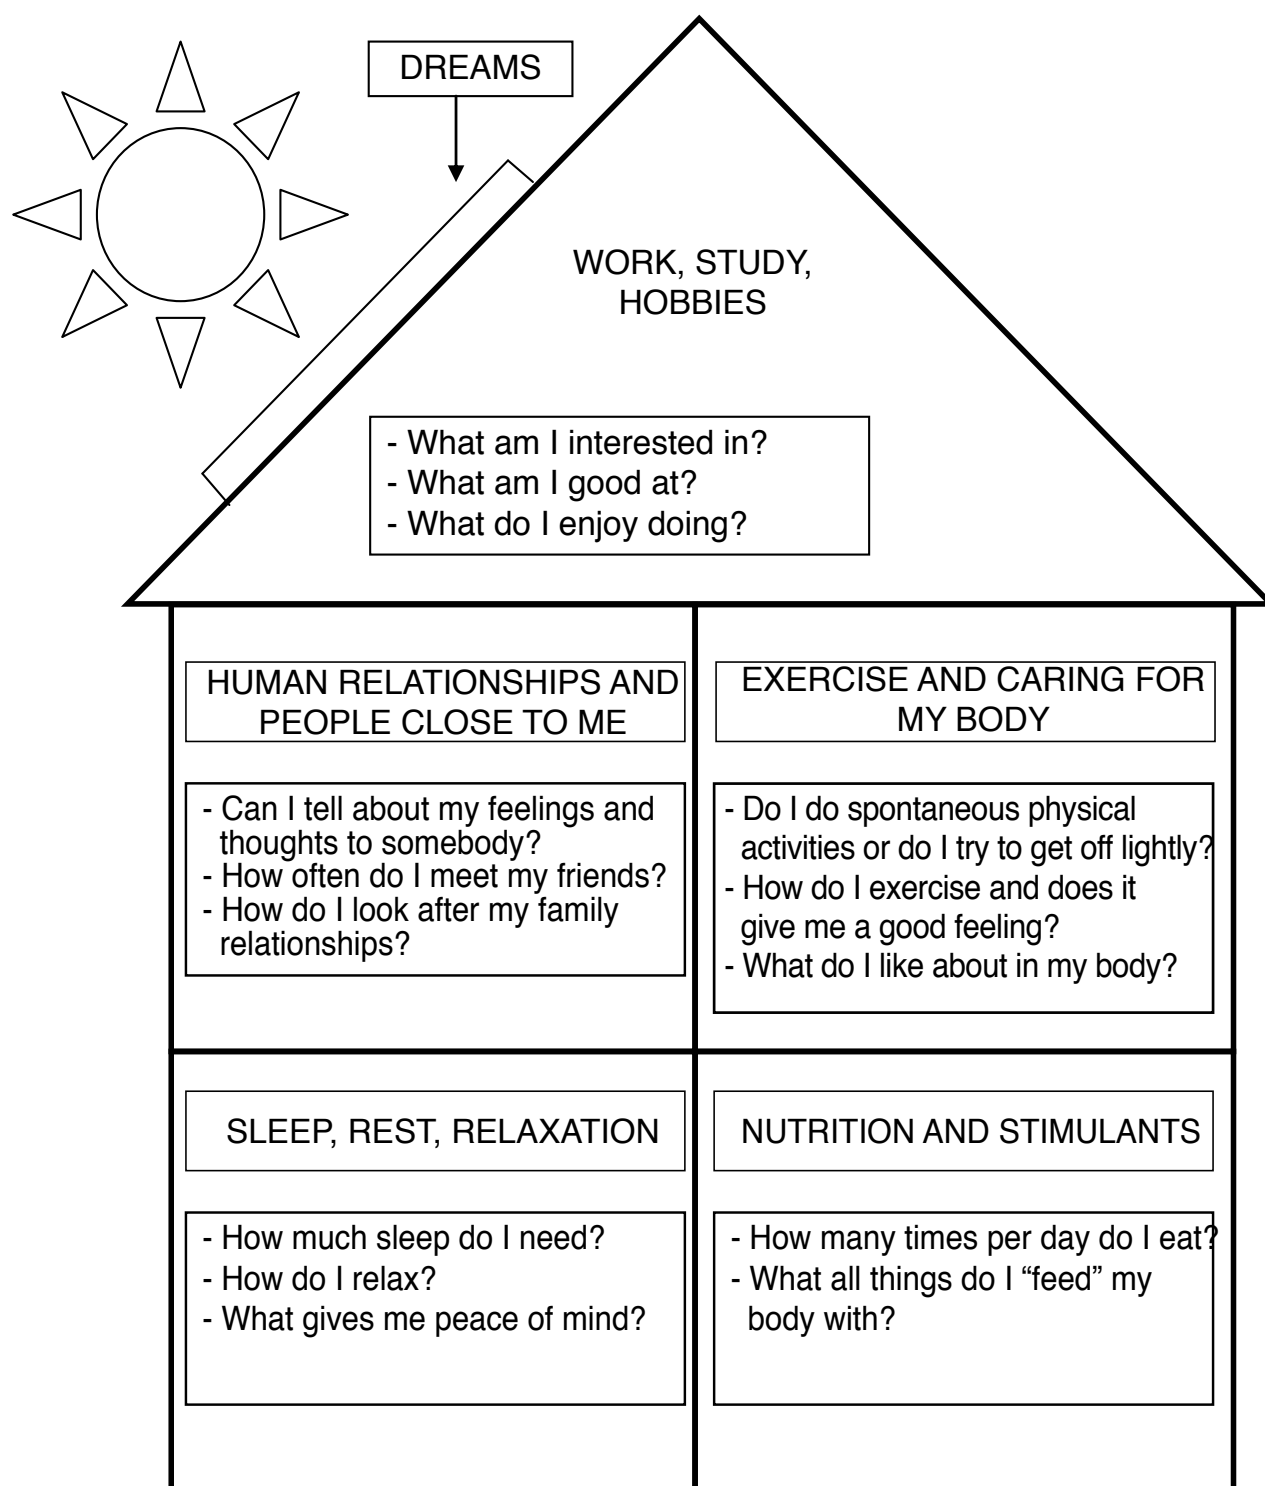 DREAMS
WORK, STUDY,
HOBBIES
- What am I interested in?
- What am I good at?
- What do I enjoy doing?
HUMAN RELATIONSHIPS AND
PEOPLE CLOSE TO ME
- Can I tell about my feelings and
thoughts to somebody?
- How often do I meet my friends?
- How do I look after my family
relationships?
EXERCISE AND CARING FOR
MY BODY
- Do I do spontaneous physical
activities or do I try to get off lightly?
- How do I exercise and does it
give me a good feeling?
- What do I like about in my body?
SLEEP, REST, RELAXATION
- How much sleep do I need?
- How do I relax?
- What gives me peace of mind?
NUTRITION AND STIMULANTS
- How many times per day do I eat?
- What all things do I “feed” my
body with?